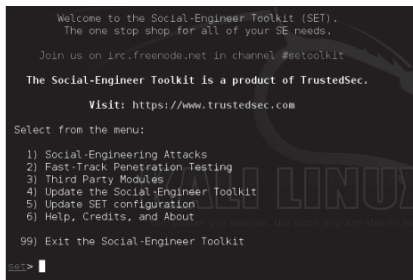 Welcome to the Social-Engineer Toolkit (SET).
The one stop shop for all of your SE needs.
Join us on irc.freenode.net in channel #setoolkit
The Social-Engineer Toolkit is a product of TrustedSec.
Visit: https://www.trustedsec.com
Select from the menu:
1) Social-Engineering Attacks
2) Fast-Track Penetration Testing
3) Third Party Modules
4) Update the Social-Engineer Toolkit
5) Update SET configuration
6) Help, Credits, and About
KALI LINUX
99) Exit the Social-Engineer Toolkit
set>